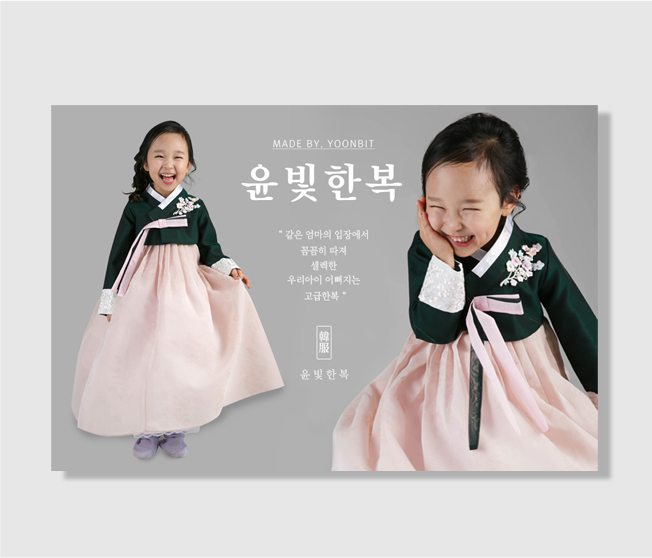 MADE BY. YOONBIT
윤빛한복
" 같은 엄마의 입장에서
꼼꼼히 따져
셀렉한
우리아이 이뻐지는
고급한복 "
韓
服
윤빛한복